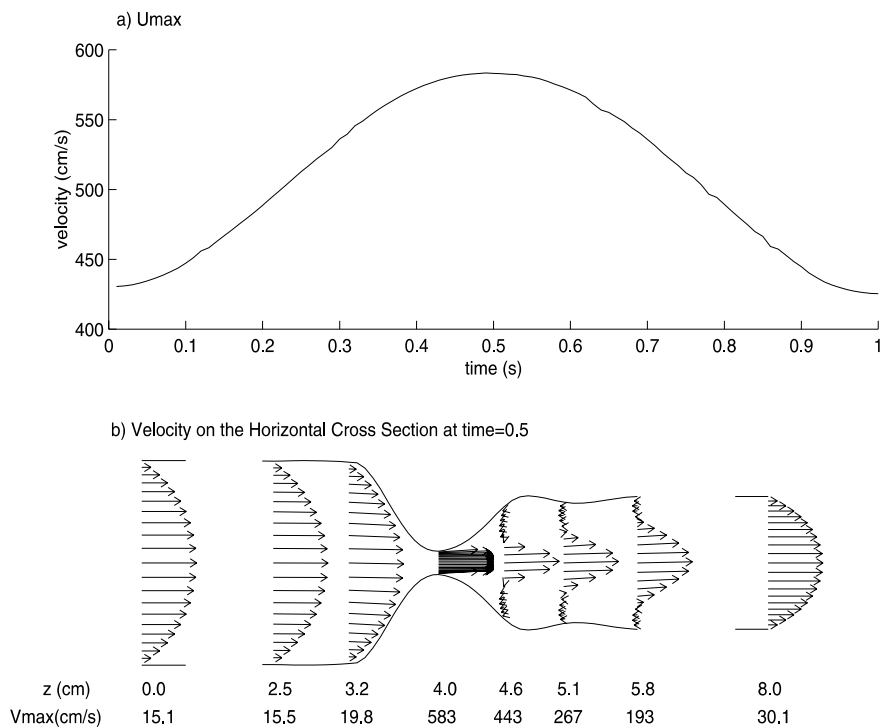 a) Umax
600
550
500
450
400
velocity (cm/s)
0 0.1 0.2 0.3 0.4 0.5 0.6 0.7 0.8 0.9 1
time (s)
b) Velocity on the Horizontal Cross Section at time=0.5
z (cm) 0.0 2.5 3.2 4.0 4.6 5.1 5.8 8.0
Vmax(cm/s) 15.1 15.5 19.8 583 443 267 193 30.1